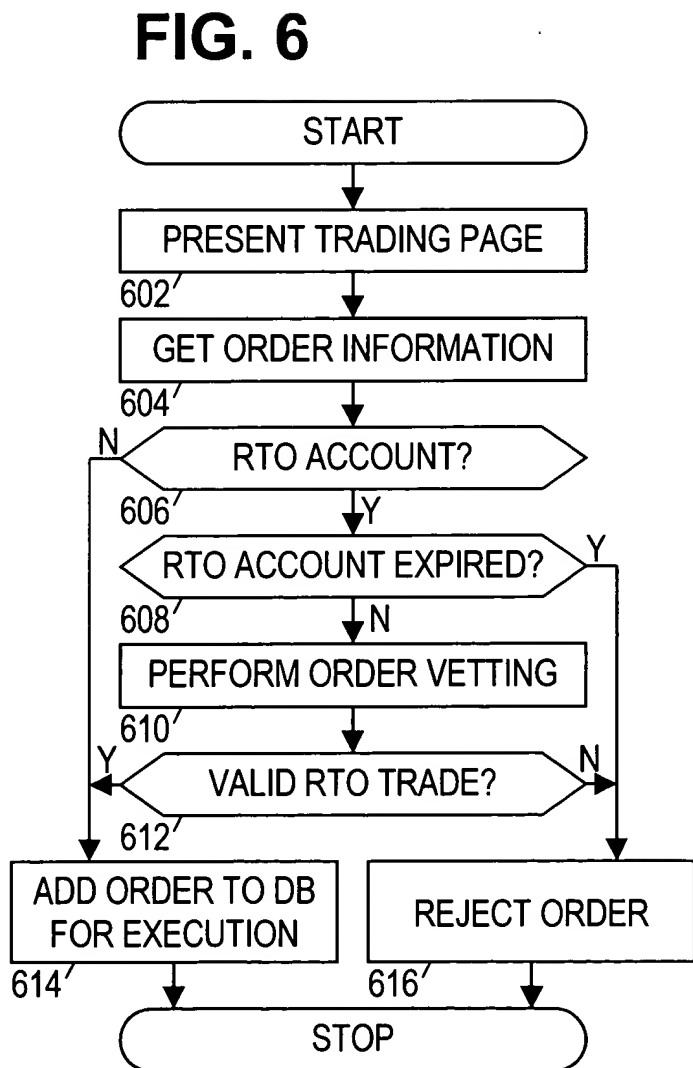 FIG. 6
START
PRESENT TRADING PAGE
602
GET ORDER INFORMATION
604
N
RTO ACCOUNT?
606
Y
RTO ACCOUNT EXPIRED?
Y
608
N
PERFORM ORDER VETTING
610
Y
VALID RTO TRADE?
N
612
ADD ORDER TO DB
FOR EXECUTION
614
REJECT ORDER
616
STOP